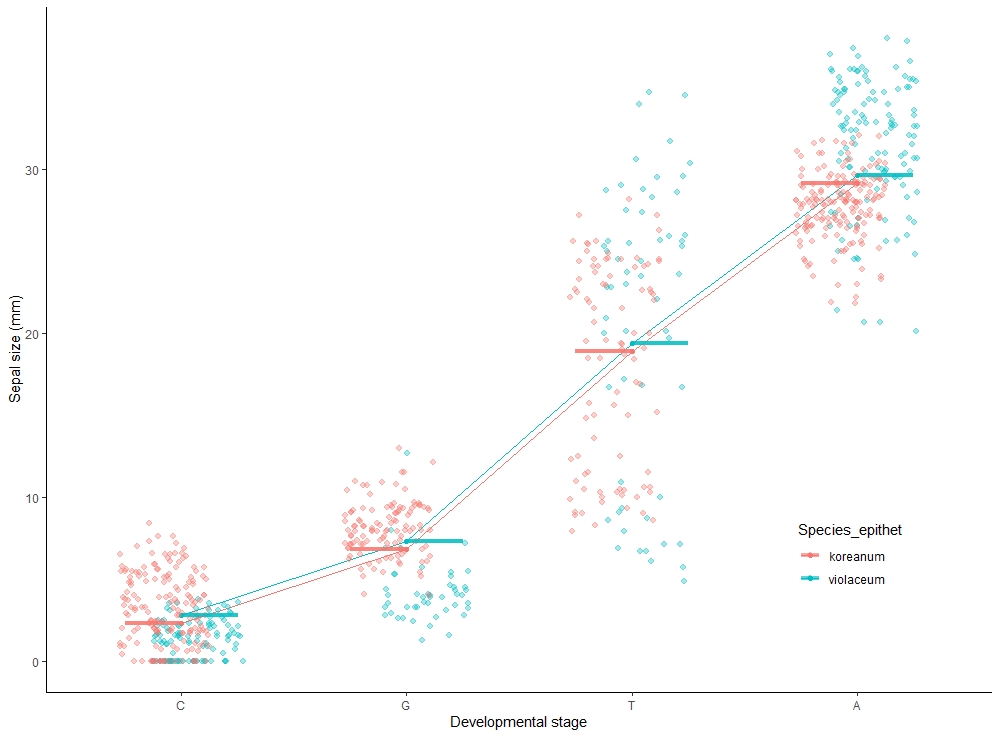 Sepal size (mm)
30
20
10
0
C G T A
Developmental stage
Species_epithet
koreanum
violaceum